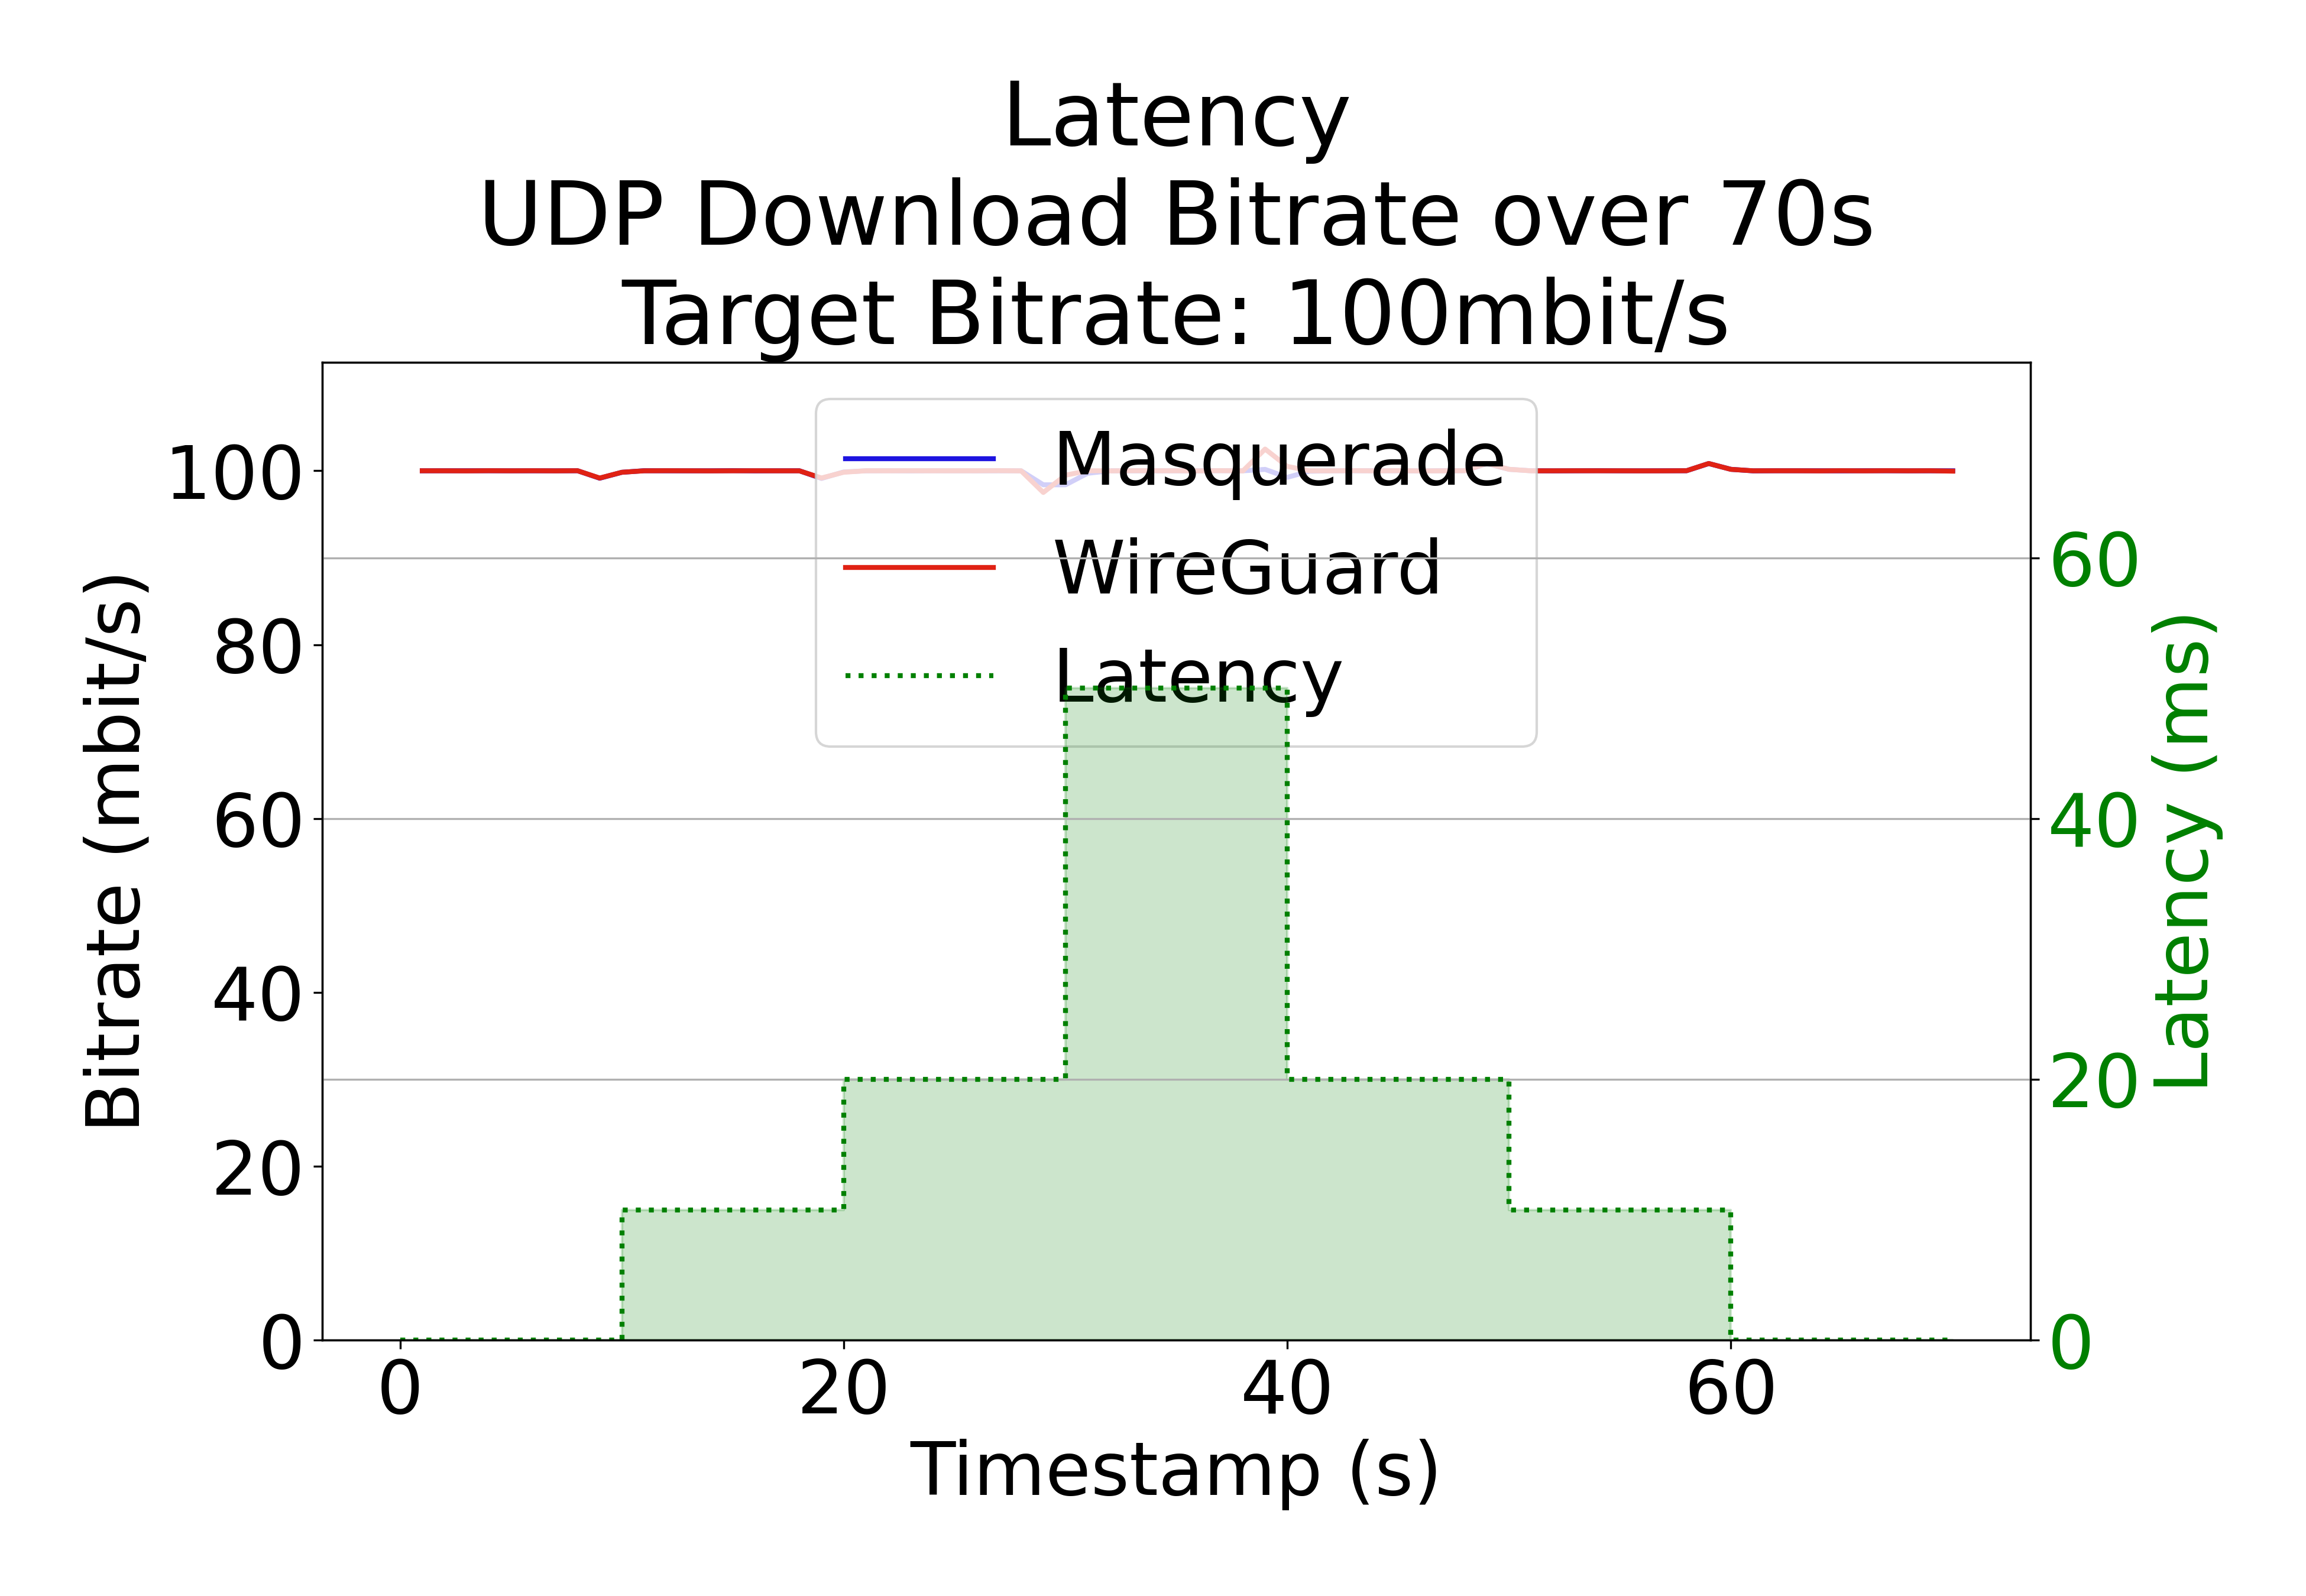 Latency
UDP Download Bitrate over 70s
Target Bitrate: 100mbit/s
Masquerade
WireGuard
Latency
Bitrate (mbit/s)
100
80
60
40
20
0
Latency (ms)
60
40
20
0
0 20 40 60
Timestamp (s)